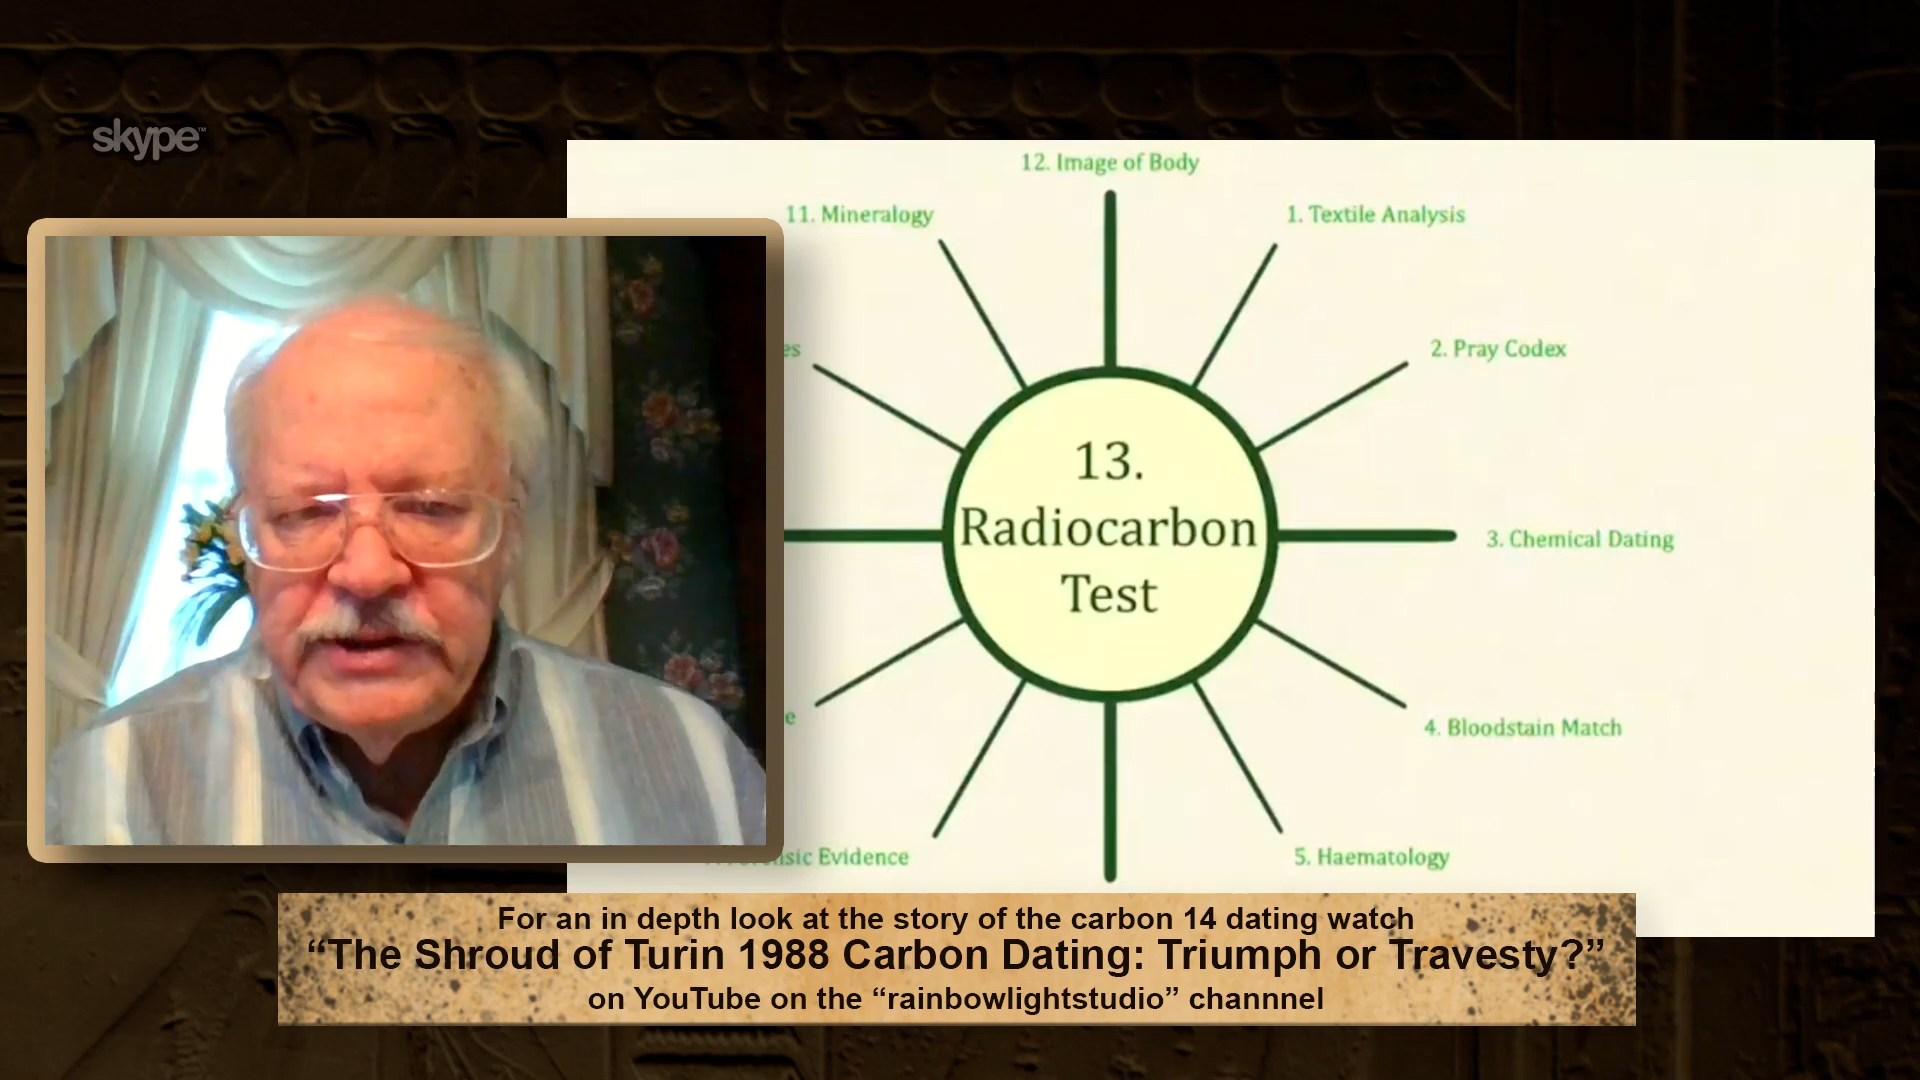 skype™
12. Image of Body
11. Mineralogy
1. Textile Analysis
2. Pray Codex
13.
Radiocarbon
Test
3. Chemical Dating
4. Bloodstain Match
Evidence
5. Haematology
For an in depth look at the story of the carbon 14 dating watch
“The Shroud of Turin 1988 Carbon Dating: Triumph or Travesty?”
on YouTube on the “rainbowlightstudio” channnel